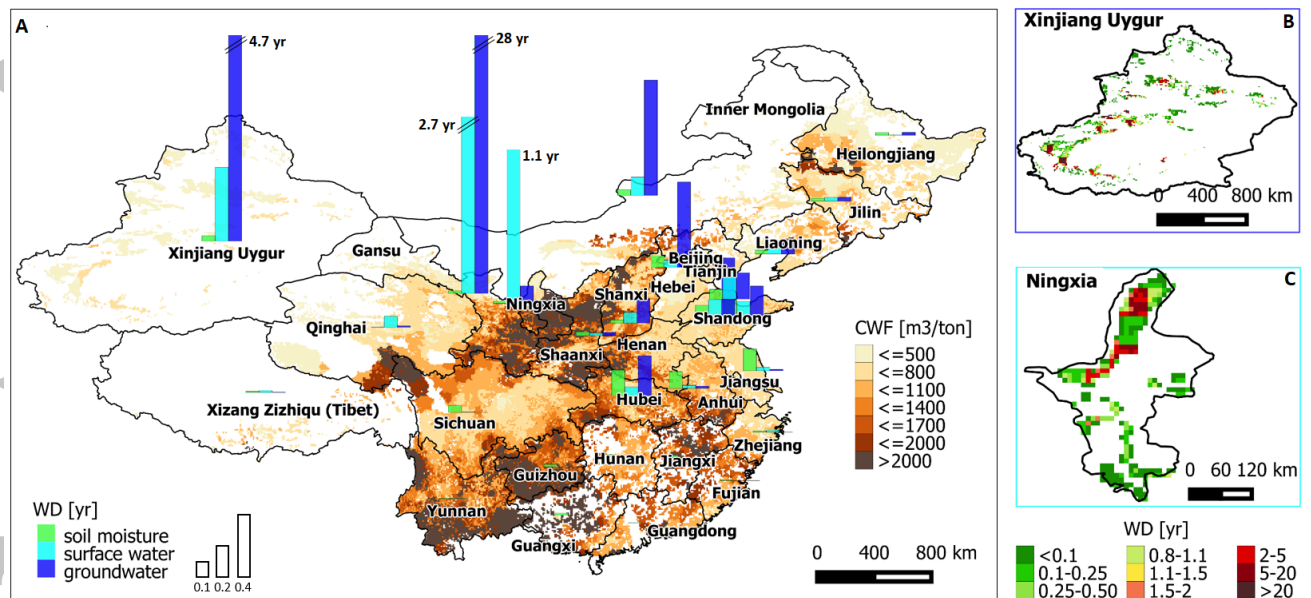 A
4.7 yr
28 yr
2.7 yr
1.1 yr
Inner Mongolia
Heilongjiang
Jilin
Liaoning
Beijing
Tianjin
Hebei
Xinjiang Uygur
Gansu
Ningxia
Shanxi
Shandong
Qinghai
Henan
Shaanxi
Jiangsu
Hubei
Anhui
Xizang Zizhiqu (Tibet)
Sichuan
Zhejiang
Hunan
Jiangxi
Guizhou
Fujian
Yunnan
Guangdong
Guangxi
CWF [m3/ton]
<=500
<=800
<=1100
<=1400
<=1700
<=2000
>2000
WD [yr]
soil moisture
surface water
groundwater
0.1 0.2 0.4
0 400 800 km
Xinjiang Uygur
B
0 400 800 km
Ningxia
C
0 60 120 km
WD [yr]
<0.1 0.8-1.1 2-5
0.1-0.25 1.1-1.5 5-20
0.25-0.50 1.5-2 >20